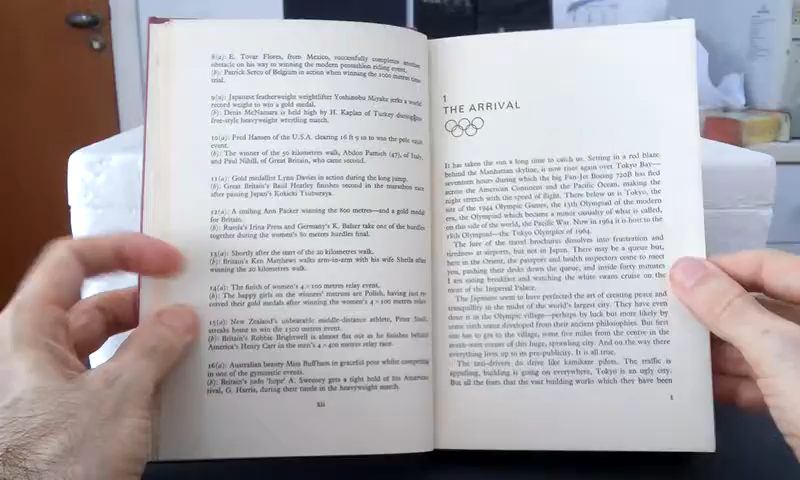 8(a): E. Tovar Flores, from Mexico, successfully completes another
obstacle on his way to winning the modern pentathlon riding event.
(b): Patrick Sercu of Belgium in action when winning the 1000 metres time
trial.
9(a): Japanese featherweight weightlifter Yoshinobu Miyake jerks a world
record weight to win a gold medal.
(b): Denis McNamara is held high by H. Kaplan of Turkey during
free-style heavyweight wrestling match.
10(a): Fred Hansen of the U.S.A. clearing 16 ft 9 in to win the pole vault
event.
(b): The winner of the 50 kilometres walk, Abdon Pamich (47), of Italy,
and Paul Nihill, of Great Britain, who came second.
11(a): Gold medallist Lynn Davies in action during the long jump.
(b): Great Britain's Basil Heatley finishes second in the marathon race
after passing Japan's Kokichi Tsuburaya.
12(a): A smiling Ann Packer winning the 800 metres—and a gold medal
for Britain.
(b): Russia's Irina Press and Germany's K. Balzer take one of the hurdles
together during the women's 80 metres hurdles final.
13(a): Shortly after the start of the 20 kilometres walk.
(b): Britain's Ken Matthews walks arm-in-arm with his wife Sheila after
winning the 20 kilometres walk.
14(a): The finish of women's 4 × 100 metres relay event.
(b): The happy girls on the winners' rostrum are Polish, having just re-
ceived their gold medals after winning the 4 × 100 metres relay
15(a): New Zealand's unbeatable middle-distance athlete, Peter Snell,
streaks home to win the 1500 metres event.
(b): Britain's Robbie Brightwell is almost flat out as he finishes behind
America's Henry Carr in the men's 4 × 400 metres relay race.
16(a): Australian beauty Miss in graceful pour whilst competing
in one of the gymnastic events.
(b): Britain's judo 'hope' A. Sweeney gets a tight hold of his American
rival, G. Harris, during their tussle in the heavyweight match.
xii
1
THE ARRIVAL
It has taken the sun a long time to catch us. Setting in a red blaze
behind the Manhattan skyline, it now rises again over Tokyo Bay—
seventeen hours during which the big Fan-Jet Boeing 720B has fled
across the American Continent and the Pacific Ocean, making the
night stretch with the speed of flight. There below us is Tokyo, the
site of the 1944 Olympic Games, the 13th Olympiad of the modern
era, the Olympiad which became a minor casualty of what is called,
on this side of the world, the Pacific War. Now in 1964 it is host to the
18th Olympiad—the Tokyo Olympics of 1964.
The lure of the travel brochures dissolves into frustration and
tiredness at airports, but not in Japan. There may be a queue but,
here in the Orient, the passport and health inspectors come to meet
you, pushing their desks down the queue, and inside forty minutes
I am eating breakfast and watching the white swans cruise on the
moat of the Imperial Palace.
The Japanese seem to have perfected the art of creating peace and
tranquillity in the midst of the world's largest city. They have even
done it in the Olympic village—perhaps by luck but more likely by
some sixth sense developed from their ancient philosophies. But first
one has to get to the village, some five miles from the centre in the
south-west corner of this huge, sprawling city. And on the way there
everything lives up to its pre-publicity. It is all true.
The taxi-drivers do drive like kamikaze pilots. The traffic is
appalling, building is going on everywhere, Tokyo is an ugly city.
But all the fears that the vast building works which they have been
1